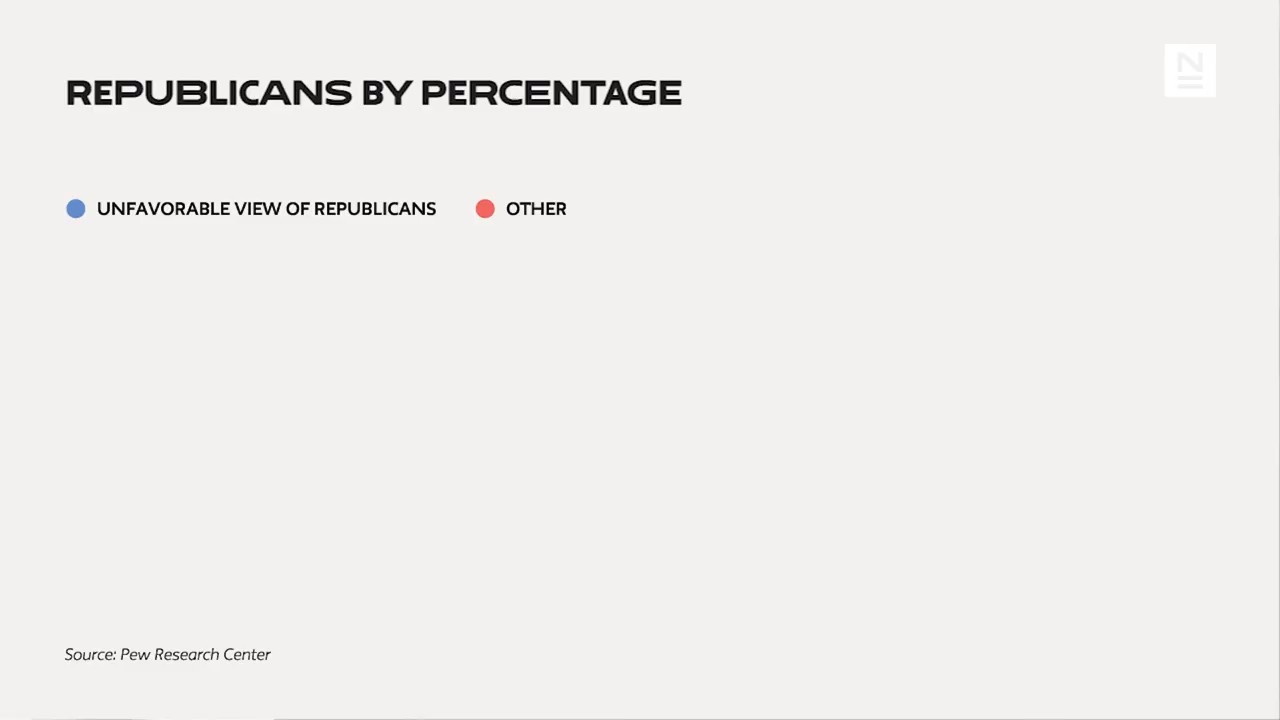 REPUBLICANS BY PERCENTAGE
UNFAVORABLE VIEW OF REPUBLICANS OTHER
Source: Pew Research Center